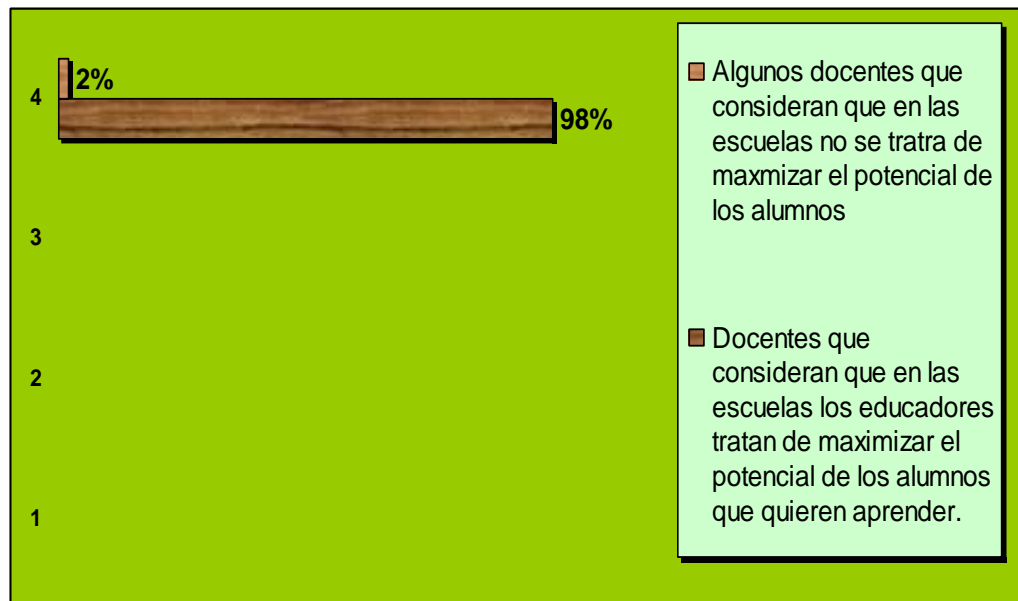 4
2%
98%
3
2
1
Algunos docentes que
consideran que en las
escuelas no se tratra de
maxmizar el potencial de
los alumnos
Docentes que
consideran que en las
escuelas los educadores
tratan de maximizar el
potencial de los alumnos
que quieren aprender.